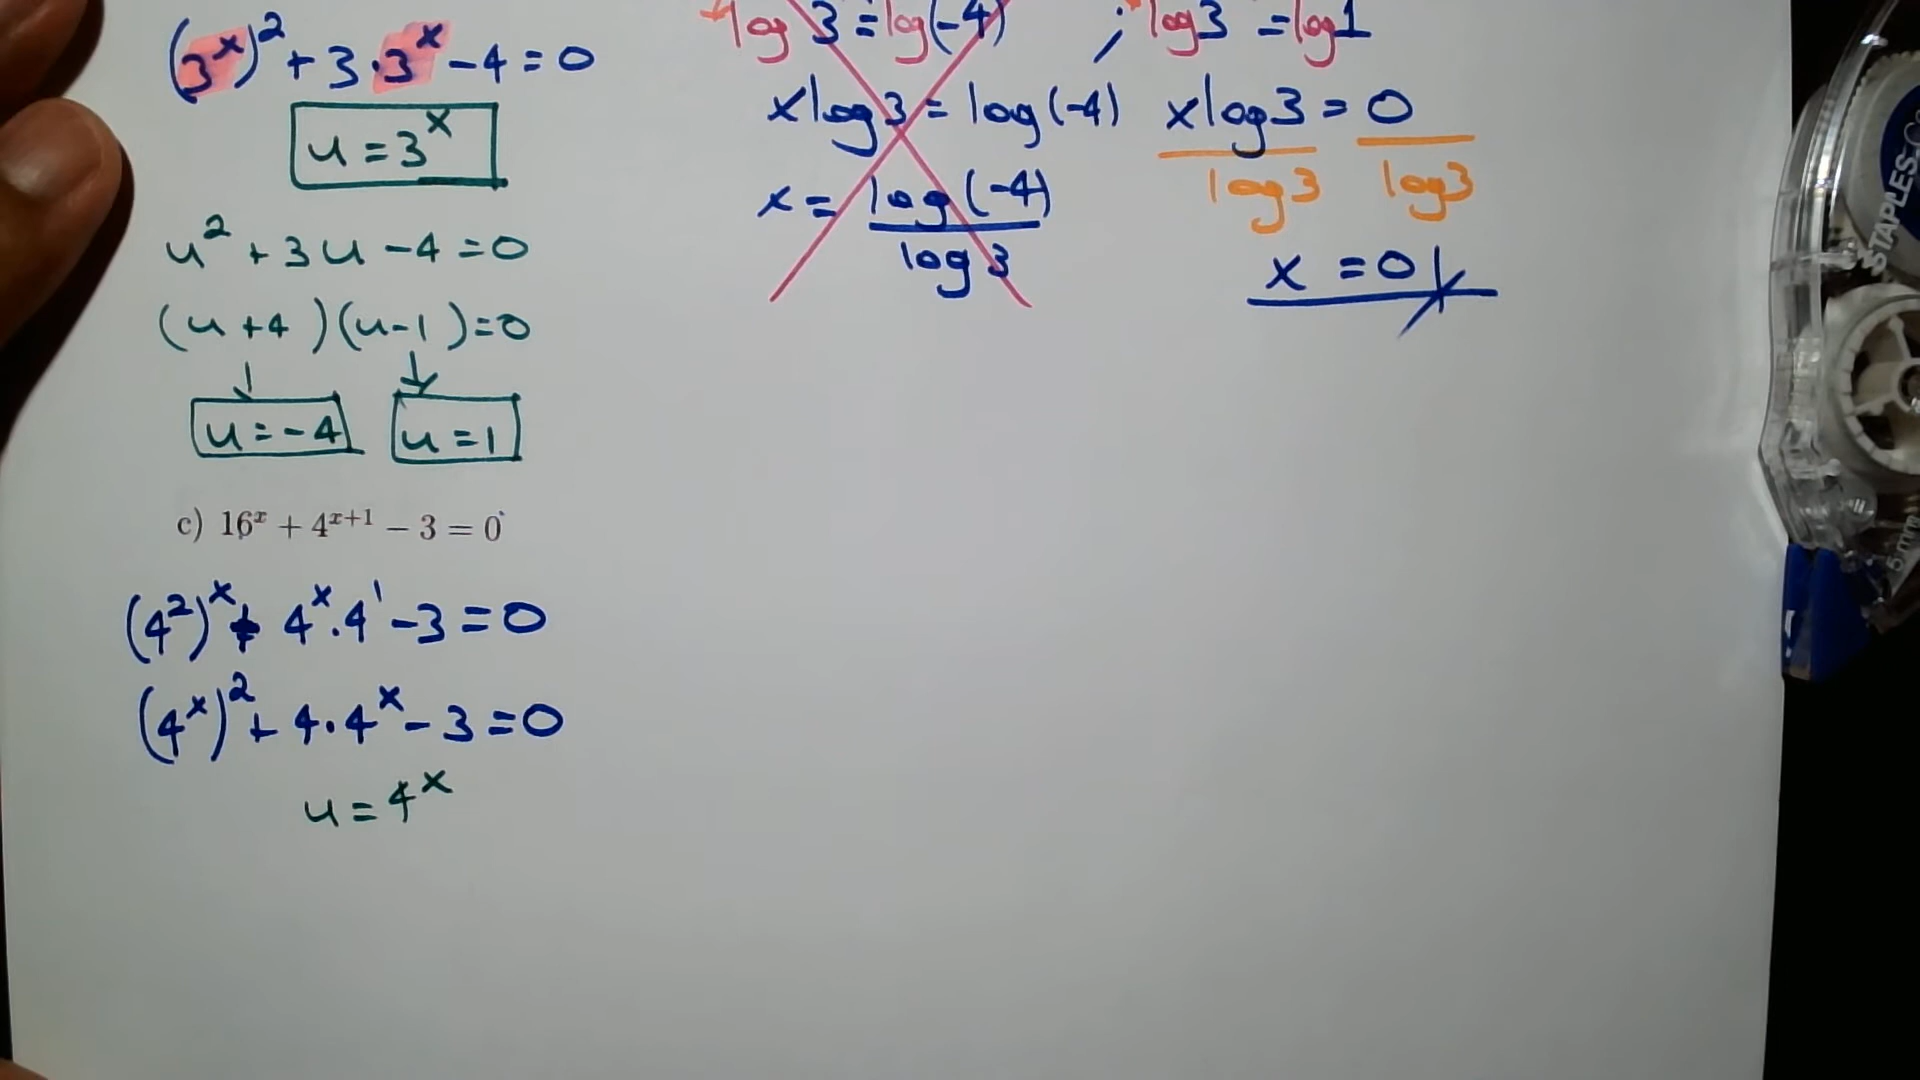 (3^x)^2 + 3 · 3^x − 4 = 0
u = 3^x
u^2 + 3u − 4 = 0
(u + 4)(u − 1) = 0
u = −4 u = 1
c) 16^x + 4^{x+1} − 3 = 0
(4^2)^x + 4^x · 4^1 − 3 = 0
(4^x)^2 + 4 · 4^x − 3 = 0
u = 4^x
log 3 = log(−4) ; log 3 = log 1
x log 3 = log(−4)
x = log(−4) / log 3
x log 3 = 0
log 3 log 3
x = 0
STAPLES
5 mm